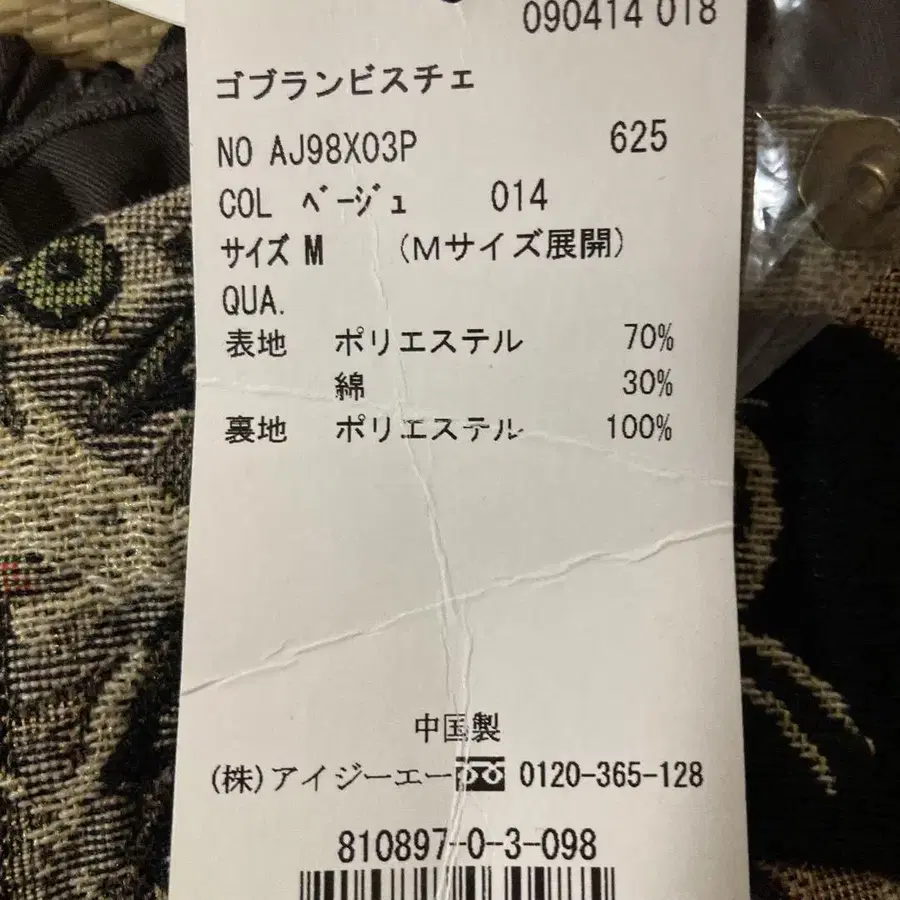 090414 018
ゴブランビスチェ
NO AJ98X03P 625
COL ﾍﾞｰｼﾞｭ 014
サイズ M (Mサイズ展開)
QUA.
表地 ポリエステル 70%
綿 30%
裏地 ポリエステル 100%
中国製
(株)アイジーエー 0120-365-128
810897-0-3-098